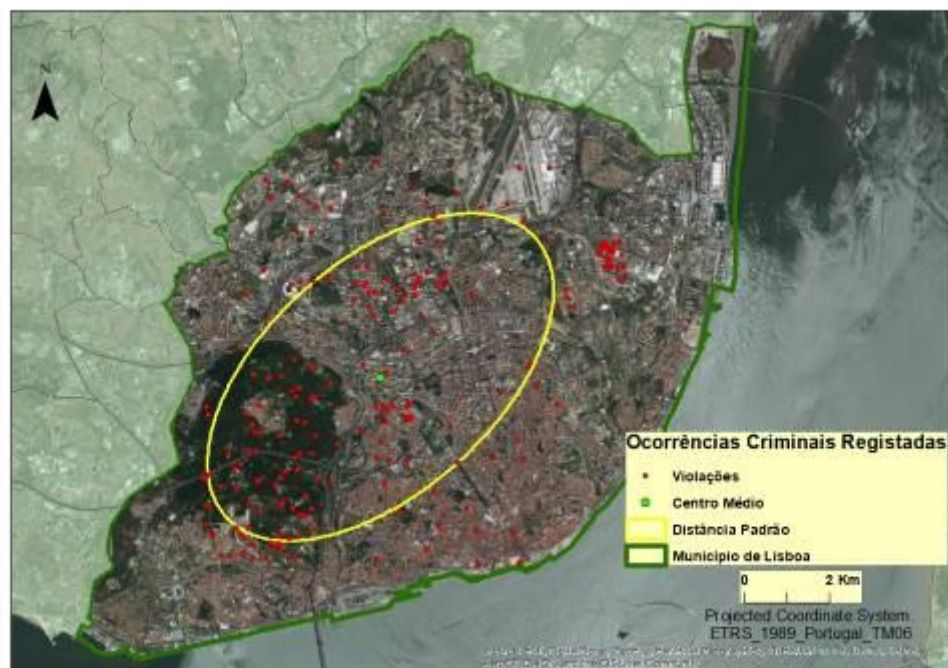 N
Ocorrências Criminais Registadas
Violações
Centro Médio
Distância Padrão
Município de Lisboa
0 2 Km
Projected Coordinate System.
ETRS_1989_Portugal_TM06